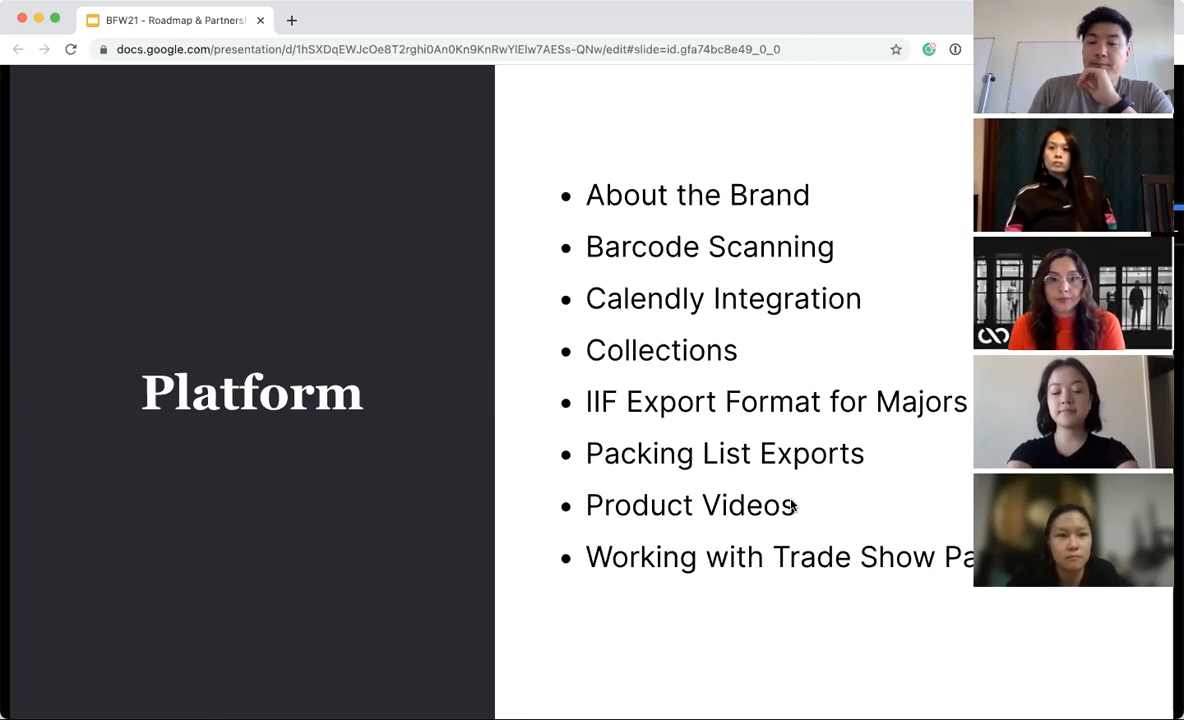 BFW21 - Roadmap & Partners
docs.google.com/presentation/d/1hSXDqEWJcOe8T2rghi0An0Kn9KnRwYlElw7AESs-QNw/edit#slide=id.gfa74bc8e49_0_0
Platform
• About the Brand
• Barcode Scanning
• Calendly Integration
• Collections
• IIF Export Format for Majors
• Packing List Exports
• Product Videos
• Working with Trade Show Pa